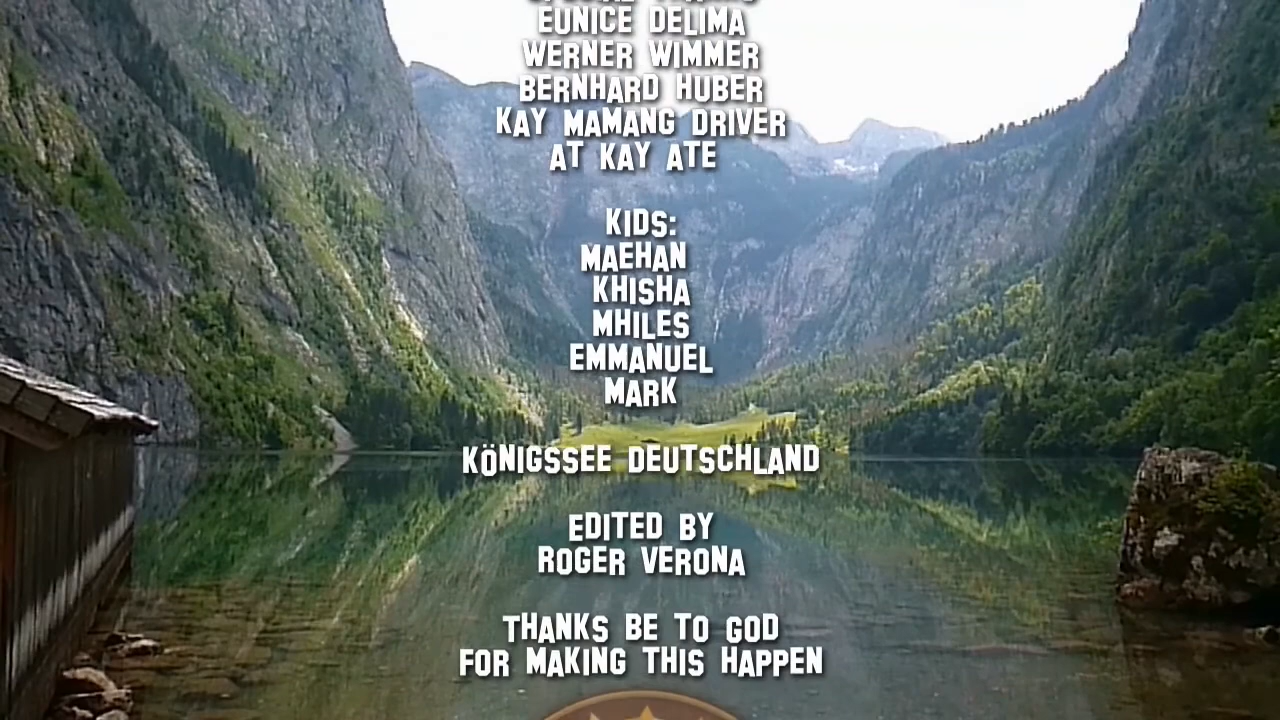 EUNICE DELIMA
WERNER WIMMER
BERNHARD HUBER
KAY MAMANG DRIVER
AT KAY ATE
KIDS:
MAEHAN
KHISHA
MHILES
EMMANUEL
MARK
KÖNIGSSEE DEUTSCHLAND
EDITED BY
ROGER VERONA
THANKS BE TO GOD
FOR MAKING THIS HAPPEN